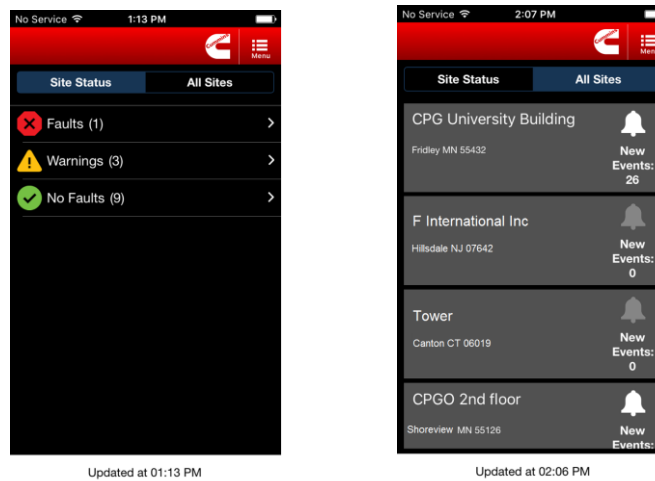 No Service 1:13 PM
Menu
Site Status All Sites
Faults (1)
Warnings (3)
No Faults (9)
Updated at 01:13 PM
No Service 2:07 PM
Site Status All Sites
CPG University Building
Fridley MN 55432
New
Events:
26
F International Inc
Hillsdale NJ 07642
New
Events:
0
Tower
Canton CT 06019
New
Events:
0
CPGO 2nd floor
Shoreview MN 55126
New
Events:
Updated at 02:06 PM